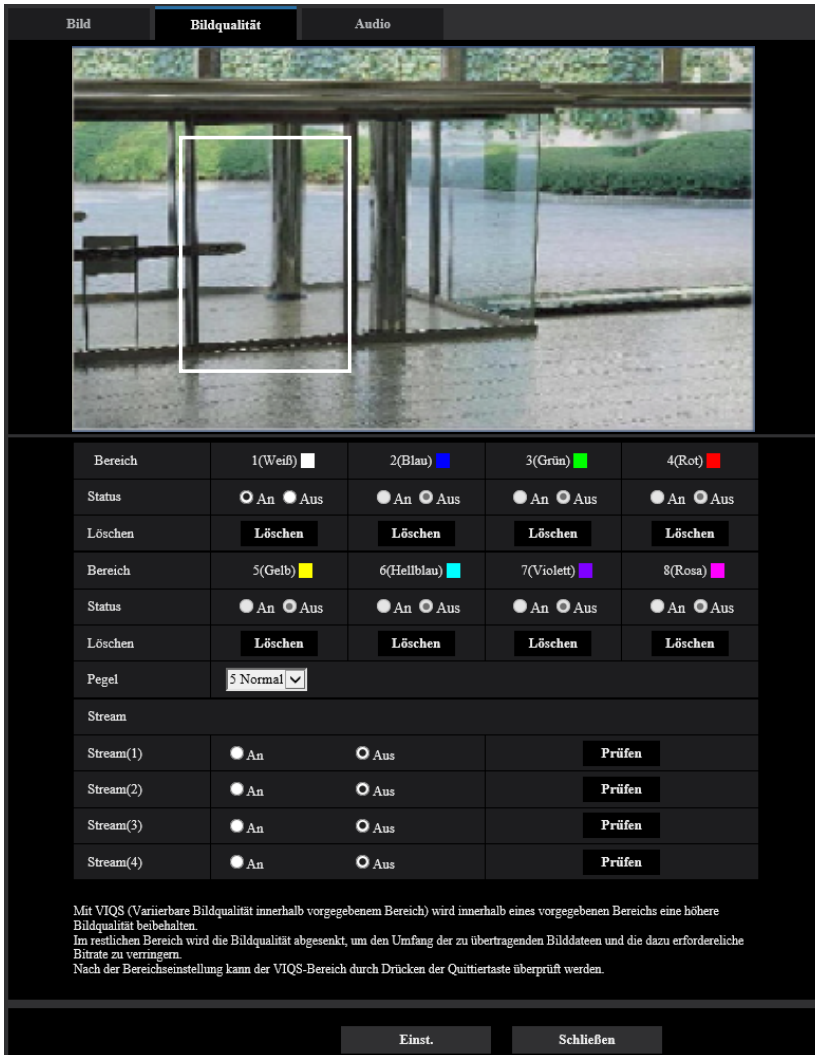 Bild Bildqualität Audio
Bereich 1(Weiß) 2(Blau) 3(Grün) 4(Rot)
Status An Aus An Aus An Aus An Aus
Löschen Löschen Löschen Löschen Löschen
Bereich 5(Gelb) 6(Hellblau) 7(Violett) 8(Rosa)
Status An Aus An Aus An Aus An Aus
Löschen Löschen Löschen Löschen Löschen
Pegel 5 Normal
Stream
Stream(1) An Aus Prüfen
Stream(2) An Aus Prüfen
Stream(3) An Aus Prüfen
Stream(4) An Aus Prüfen
Mit VIQS (Variierbare Bildqualität innerhalb vorgegebenem Bereich) wird innerhalb eines vorgegebenen Bereichs eine höhere
Bildqualität beibehalten.
Im restlichen Bereich wird die Bildqualität abgesenkt, um den Umfang der zu übertragenden Bilddateen und die dazu erfordereliche
Bitrate zu verringern.
Nach der Bereichseinstellung kann der VIQS-Bereich durch Drücken der Quittiertaste überprüft werden.
Einst. Schließen